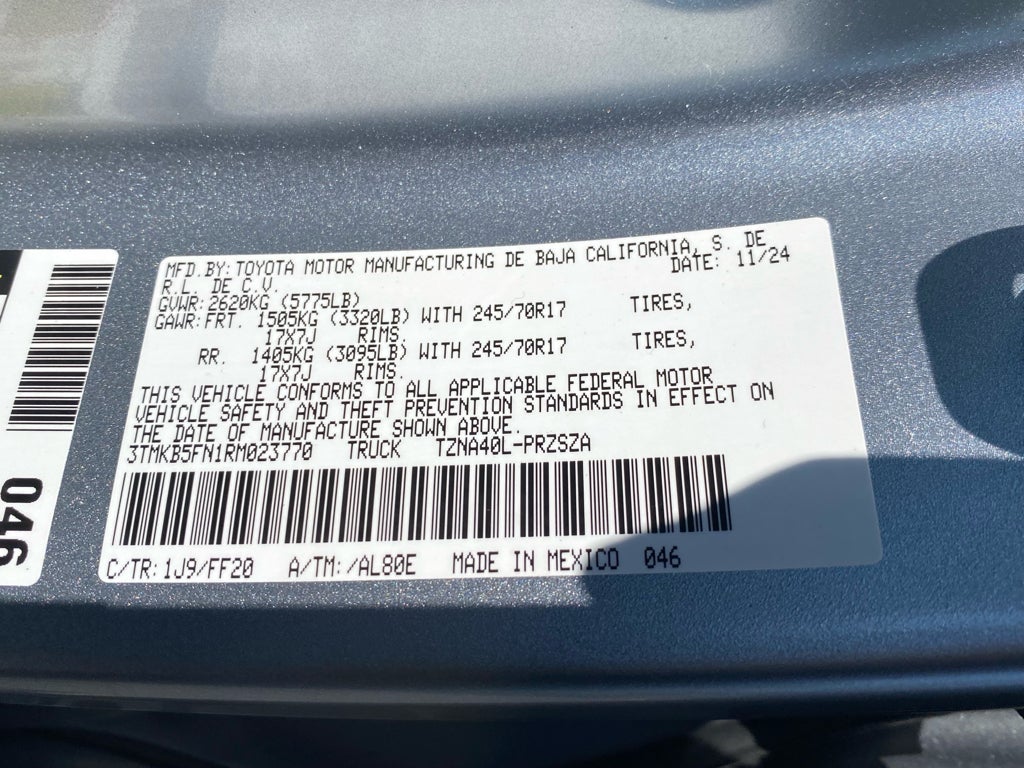 MFD.BY:TOYOTA MOTOR MANUFACTURING DE BAJA CALIFORNIA, S. DE
R.L. DE C.V. DATE: 11/24
GVWR:2620KG (5775LB)
GAWR:FRT. 1505KG (3320LB) WITH 245/70R17 TIRES,
17X7J RIMS.
RR. 1405KG (3095LB) WITH 245/70R17 TIRES,
17X7J RIMS.
THIS VEHICLE CONFORMS TO ALL APPLICABLE FEDERAL MOTOR
VEHICLE SAFETY AND THEFT PREVENTION STANDARDS IN EFFECT ON
THE DATE OF MANUFACTURE SHOWN ABOVE.
3TMKB5FN1RM023770 TRUCK TZNA40L-PRZSZA
C/TR:1J9/FF20 A/TM:/AL80E MADE IN MEXICO 046
046